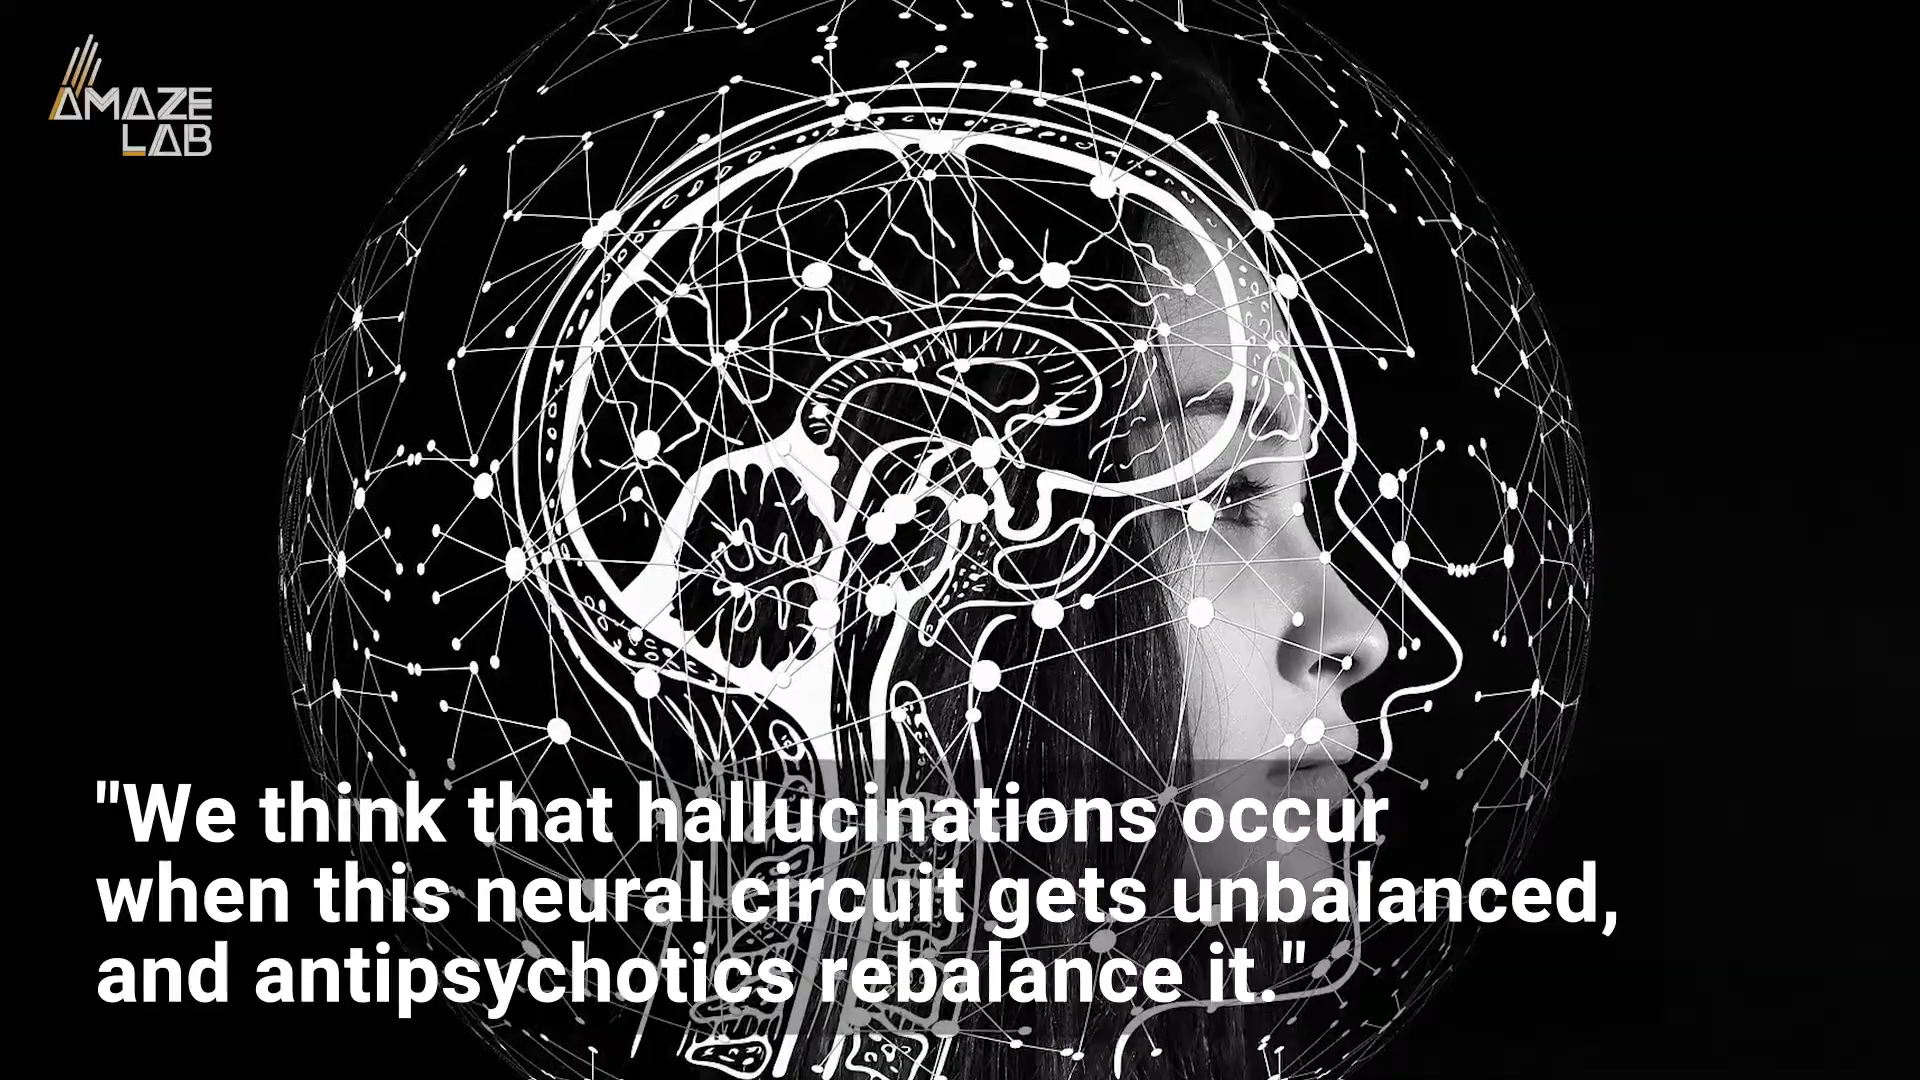 AMAZE
LAB
"We think that hallucinations occur
when this neural circuit gets unbalanced,
and antipsychotics rebalance it."